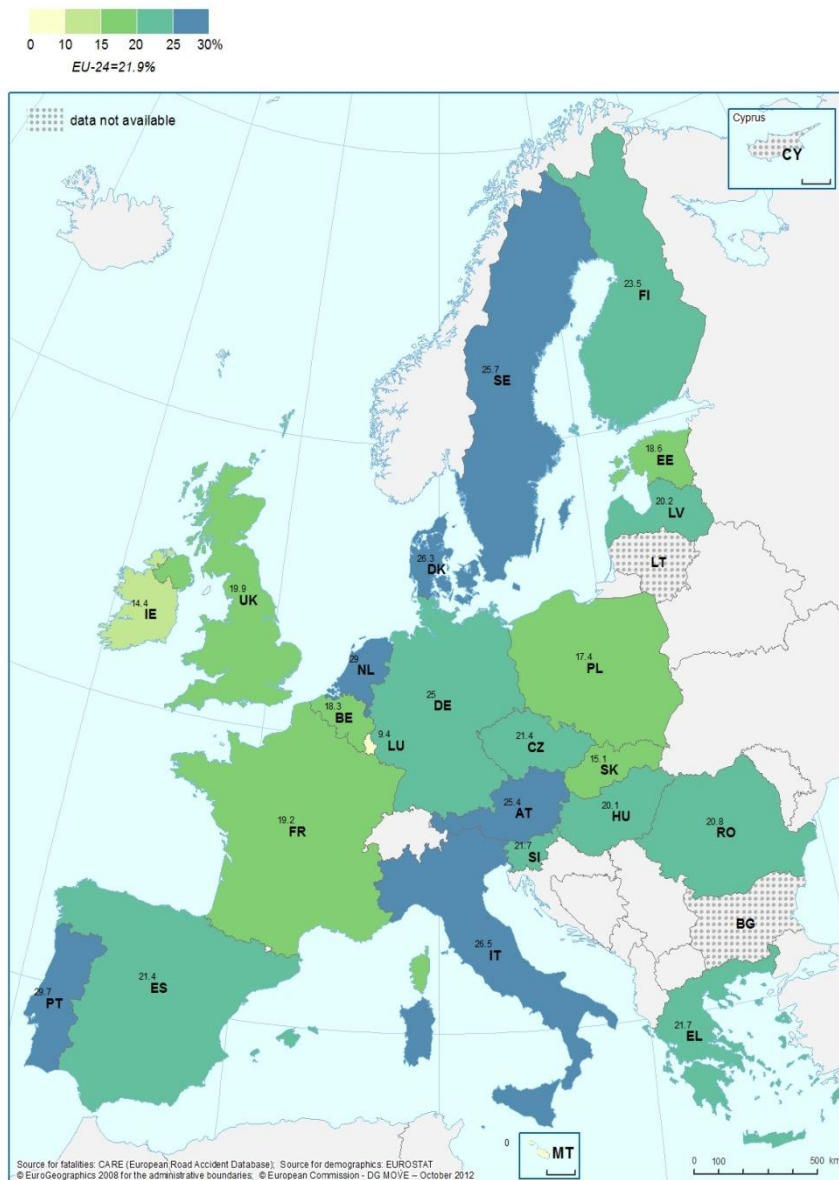 0 10 15 20 25 30%
EU-24=21.9%
data not available
Cyprus
CY
23.5
FI
25.7
SE
18.6
EE
20.2
LV
LT
26.3
DK
19.9
UK
14.4
IE
29
NL
17.4
PL
25
DE
18.3
BE
9.4
LU
21.4
CZ
15.1
SK
25.4
AT
20.1
HU
19.2
FR
20.8
RO
21.7
SI
BG
26.5
IT
21.4
ES
29.7
PT
21.7
EL
0
MT
Source for fatalities: CARE (European Road Accident Database); Source for demographics: EUROSTAT
© EuroGeographics 2008 for the administrative boundaries; © European Commission - DG MOVE – October 2012
0 100 500 km